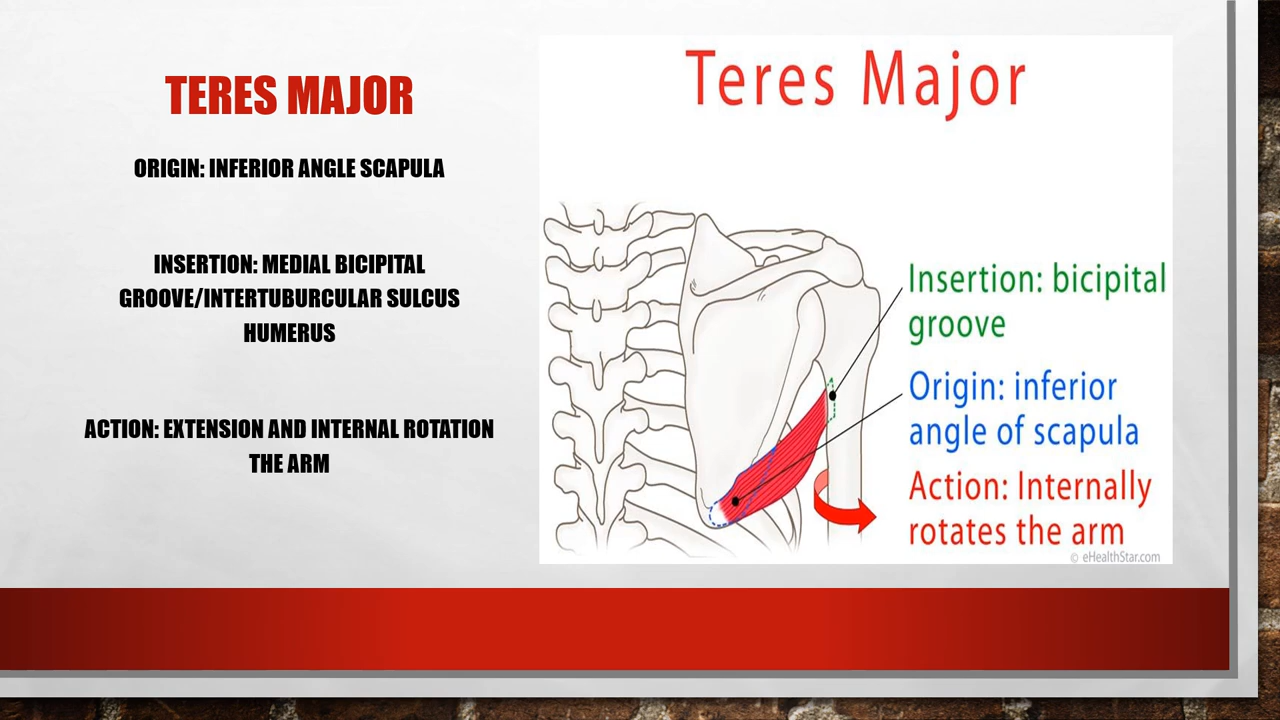 TERES MAJOR
ORIGIN: INFERIOR ANGLE SCAPULA
INSERTION: MEDIAL BICIPITAL
GROOVE/INTERTUBURCULAR SULCUS
HUMERUS
ACTION: EXTENSION AND INTERNAL ROTATION
THE ARM
Teres Major
Insertion: bicipital
groove
Origin: inferior
angle of scapula
Action: Internally
rotates the arm
© eHealthStar.com